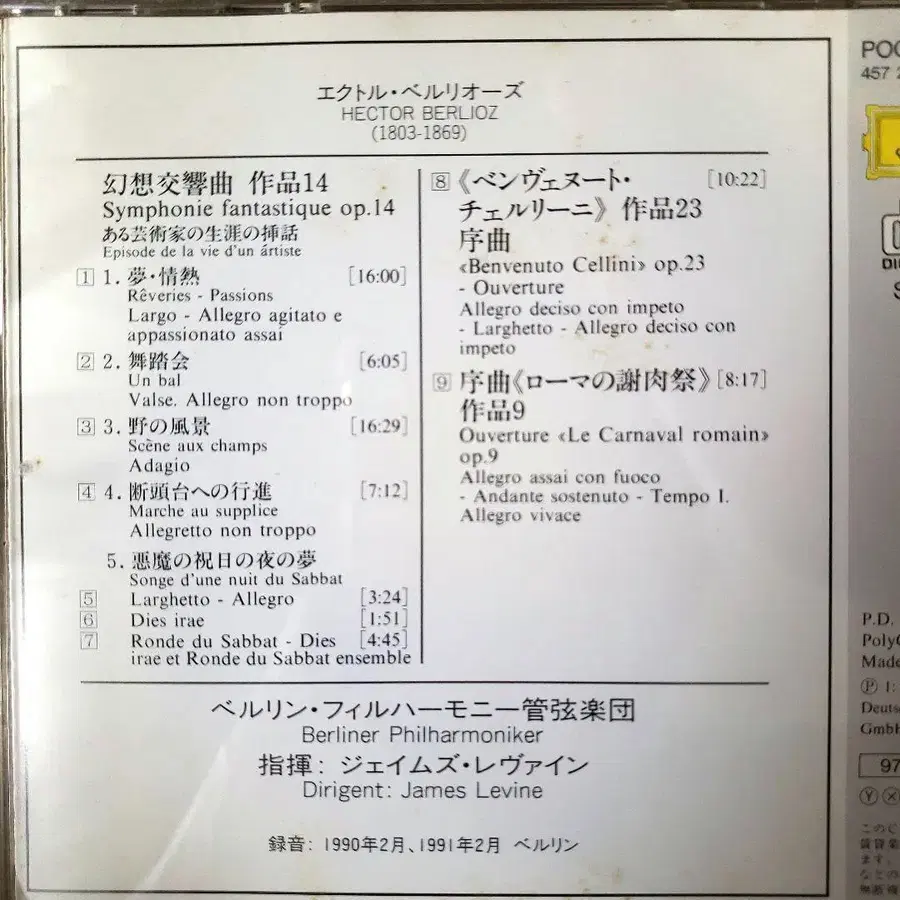 エクトル・ベルリオーズ
HECTOR BERLIOZ
(1803-1869)
幻想交響曲 作品14
Symphonie fantastique op.14
ある芸術家の生涯の挿話
Episode de la vie d'un ártiste
1 1. 夢・情熱 [16:00]
Rêveries - Passions
Largo - Allegro agitato e
appassionato assai
2 2. 舞踏会 [6:05]
Un bal
Valse. Allegro non troppo
3 3. 野の風景 [16:29]
Scène aux champs
Adagio
4 4. 断頭台への行進 [7:12]
Marche au supplice
Allegretto non troppo
5. 悪魔の祝日の夜の夢
Songe d'une nuit du Sabbat
5 Larghetto - Allegro [3:24]
6 Dies irae [1:51]
7 Ronde du Sabbat - Dies [4:45]
irae et Ronde du Sabbat ensemble
8 《ベンヴェヌート・ [10:22]
チェルリーニ》 作品23
序曲
«Benvenuto Cellini» op.23
- Ouverture
Allegro deciso con impeto
- Larghetto - Allegro deciso con
impeto
9 序曲《ローマの謝肉祭》 [8:17]
作品9
Ouverture «Le Carnaval romain»
op.9
Allegro assai con fuoco
- Andante sostenuto - Tempo I.
Allegro vivace
ベルリン・フィルハーモニー管弦楽団
Berliner Philharmoniker
指揮: ジェイムズ・レヴァイン
Dirigent: James Levine
録音: 1990年2月、1991年2月 ベルリン
POC
457 2
P.D.
Poly
Made
Ⓟ 1
Deuts
GmbH
97
Ⓨ Ⓧ
ます。
などの